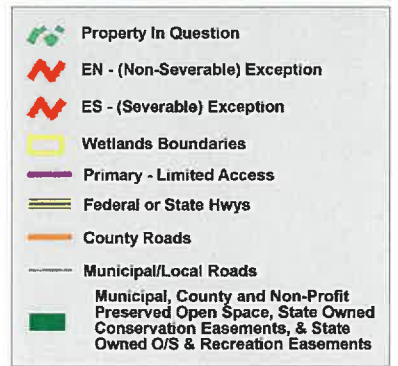 Property In Question
EN - (Non-Severable) Exception
ES - (Severable) Exception
Wetlands Boundaries
Primary - Limited Access
Federal or State Hwys
County Roads
Municipal/Local Roads
Municipal, County and Non-Profit
Preserved Open Space, State Owned
Conservation Easements, & State
Owned O/S & Recreation Easements